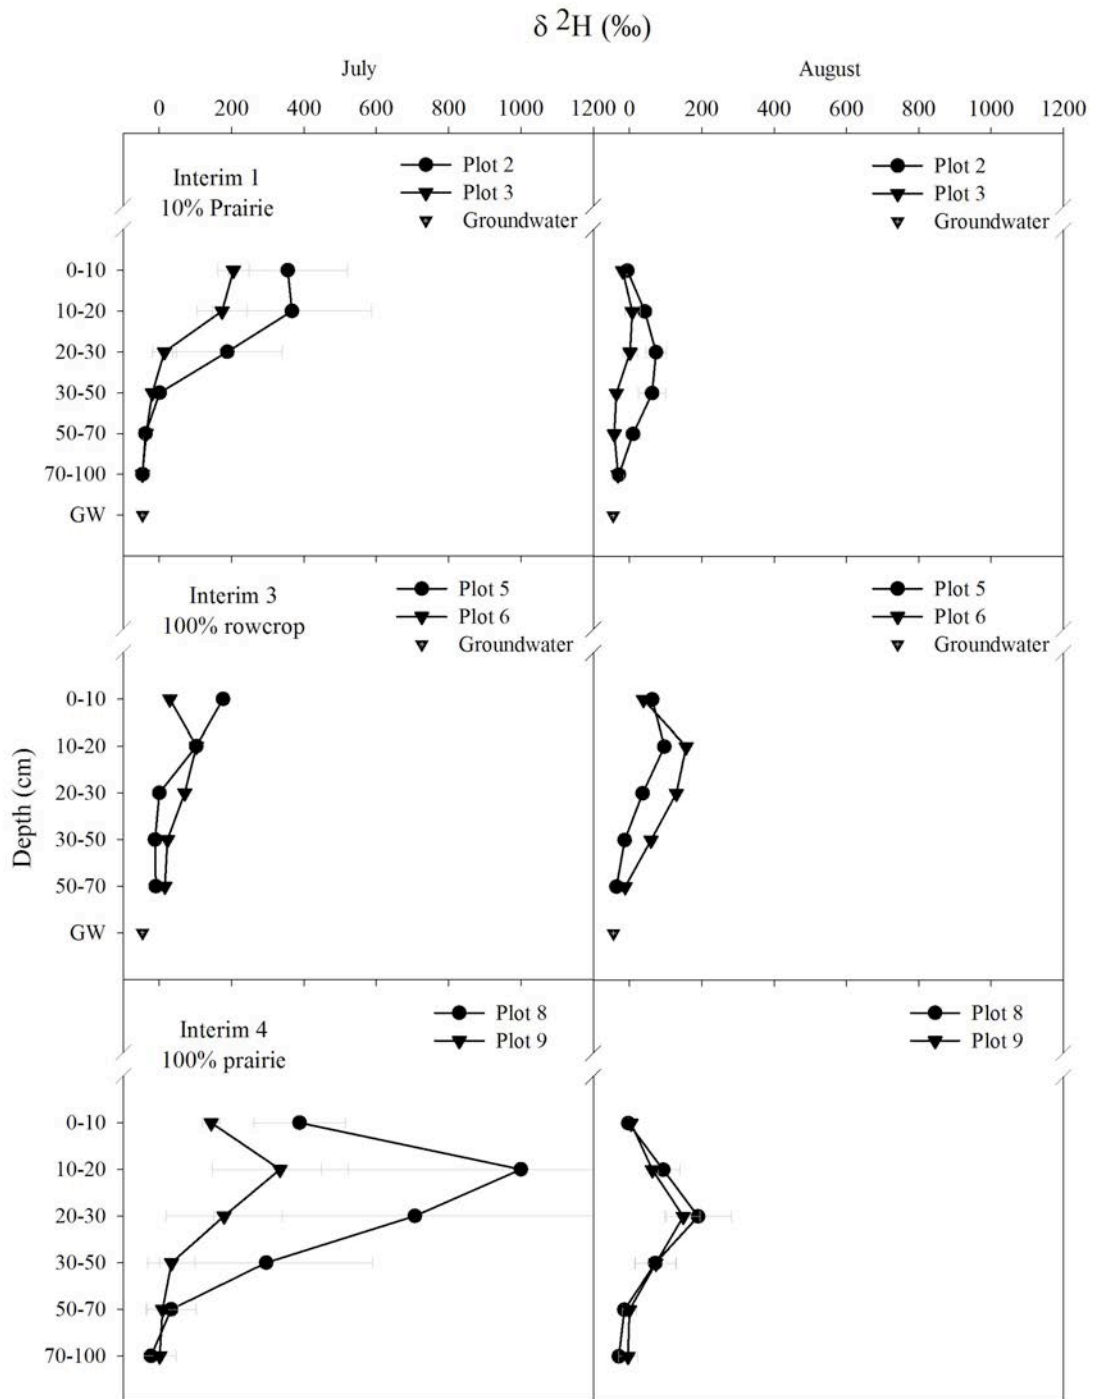 δ ²H (‰)
July
August
0 200 400 600 800 1000 1200 0 200 400 600 800 1000 1200
Interim 1
10% Prairie
Plot 2
Plot 3
Groundwater
Plot 2
Plot 3
Groundwater
0-10
10-20
20-30
30-50
50-70
70-100
GW
Interim 3
100% rowcrop
Plot 5
Plot 6
Groundwater
Plot 5
Plot 6
Groundwater
Depth (cm)
0-10
10-20
20-30
30-50
50-70
GW
Interim 4
100% prairie
Plot 8
Plot 9
Plot 8
Plot 9
0-10
10-20
20-30
30-50
50-70
70-100